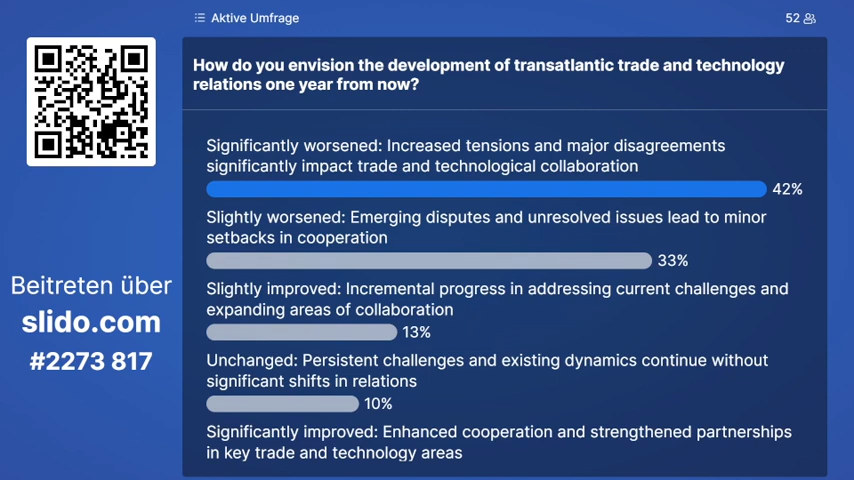 Aktive Umfrage
52
How do you envision the development of transatlantic trade and technology
relations one year from now?
Significantly worsened: Increased tensions and major disagreements
significantly impact trade and technological collaboration
42%
Slightly worsened: Emerging disputes and unresolved issues lead to minor
setbacks in cooperation
33%
Slightly improved: Incremental progress in addressing current challenges and
expanding areas of collaboration
13%
Unchanged: Persistent challenges and existing dynamics continue without
significant shifts in relations
10%
Significantly improved: Enhanced cooperation and strengthened partnerships
in key trade and technology areas
Beitreten über
slido.com
#2273 817